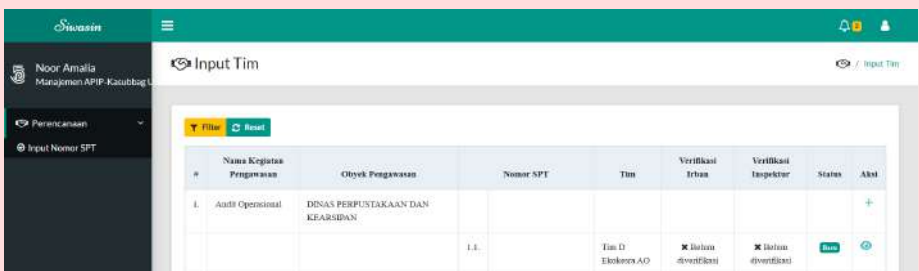 Siwasin
2
Noor Amalia
Manajemen APIP-Kasubbag U
Input Tim
/ Input Tim
Perencanaan
Input Nomor SPT
Filter Reset
# Nama Kegiatan Pengawasan Obyek Pengawasan Nomor SPT Tim Verifikasi Irban Verifikasi Inspektur Status Aksi
1. Audit Operasional DINAS PERPUSTAKAAN DAN KEARSIPAN
1.1. Tim D Ekokesra AO Belum diverifikasi Belum diverifikasi Baru